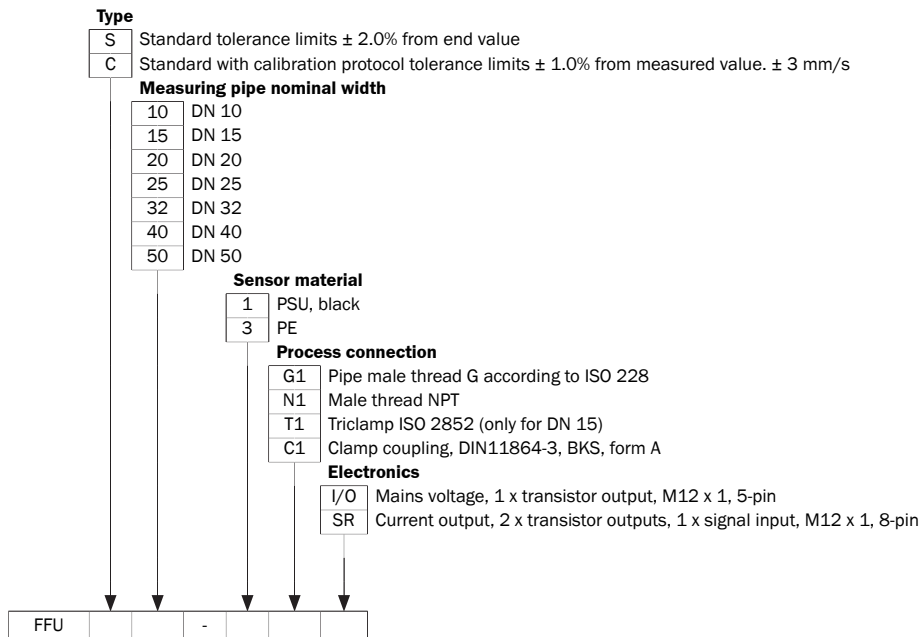 Type
S Standard tolerance limits ± 2.0% from end value
C Standard with calibration protocol tolerance limits ± 1.0% from measured value. ± 3 mm/s
Measuring pipe nominal width
10 DN 10
15 DN 15
20 DN 20
25 DN 25
32 DN 32
40 DN 40
50 DN 50
Sensor material
1 PSU, black
3 PE
Process connection
G1 Pipe male thread G according to ISO 228
N1 Male thread NPT
T1 Triclamp ISO 2852 (only for DN 15)
C1 Clamp coupling, DIN11864-3, BKS, form A
Electronics
I/O Mains voltage, 1 x transistor output, M12 x 1, 5-pin
SR Current output, 2 x transistor outputs, 1 x signal input, M12 x 1, 8-pin
FFU -